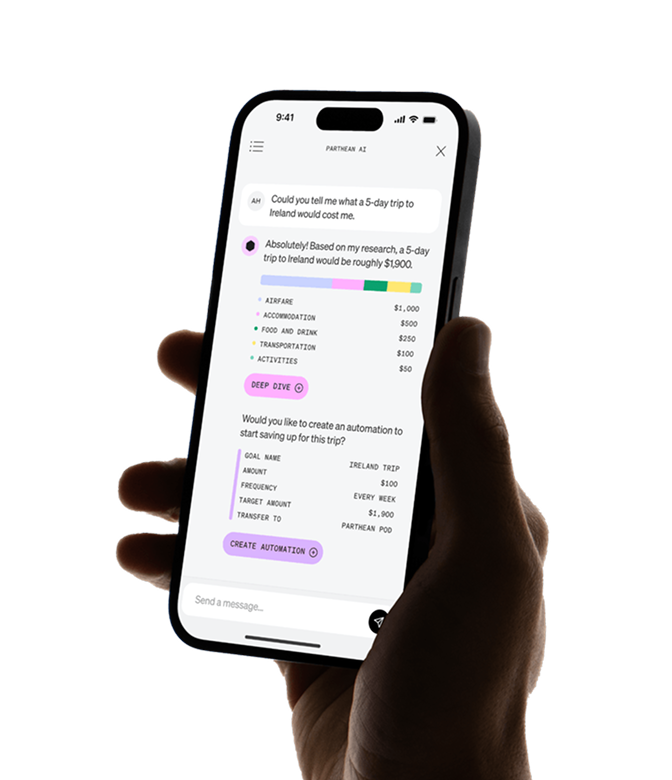 9:41
PARTHEAN AI
AH
Could you tell me what a 5-day trip to
Ireland would cost me.
Absolutely! Based on my research, a 5-day
trip to Ireland would be roughly $1,900.
AIRFARE $1,000
ACCOMMODATION $500
FOOD AND DRINK $250
TRANSPORTATION $100
ACTIVITIES $50
DEEP DIVE
Would you like to create an automation to
start saving up for this trip?
GOAL NAME IRELAND TRIP
AMOUNT $100
FREQUENCY EVERY WEEK
TARGET AMOUNT $1,900
TRANSFER TO PARTHEAN POD
CREATE AUTOMATION
Send a message...